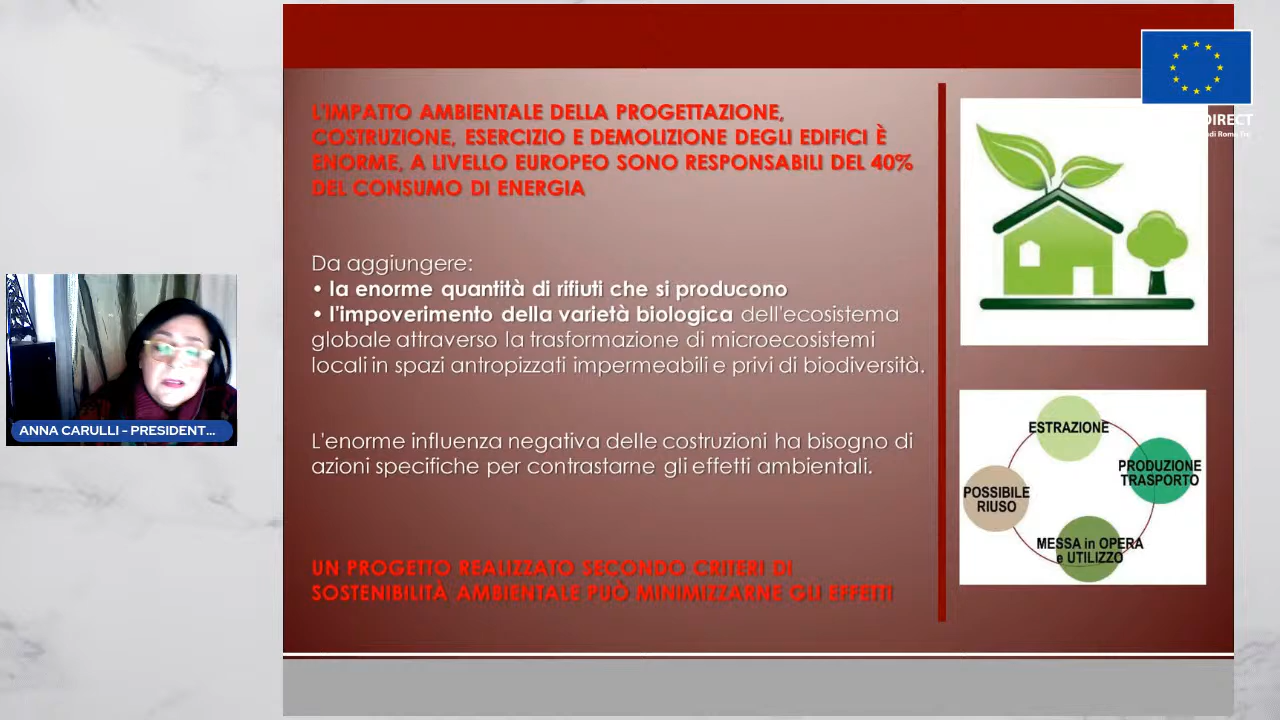 L'IMPATTO AMBIENTALE DELLA PROGETTAZIONE,
COSTRUZIONE, ESERCIZIO E DEMOLIZIONE DEGLI EDIFICI È
ENORME, A LIVELLO EUROPEO SONO RESPONSABILI DEL 40%
DEL CONSUMO DI ENERGIA
Da aggiungere:
• la enorme quantità di rifiuti che si producono
• l'impoverimento della varietà biologica dell'ecosistema
globale attraverso la trasformazione di microecosistemi
locali in spazi antropizzati impermeabili e privi di biodiversità.
L'enorme influenza negativa delle costruzioni ha bisogno di
azioni specifiche per contrastarne gli effetti ambientali.
UN PROGETTO REALIZZATO SECONDO CRITERI DI
SOSTENIBILITÀ AMBIENTALE PUÒ MINIMIZZARNE GLI EFFETTI
DIRECT
ESTRAZIONE
PRODUZIONE
TRASPORTO
POSSIBILE
RIUSO
MESSA in OPERA
e UTILIZZO
ANNA CARULLI - PRESIDENT...